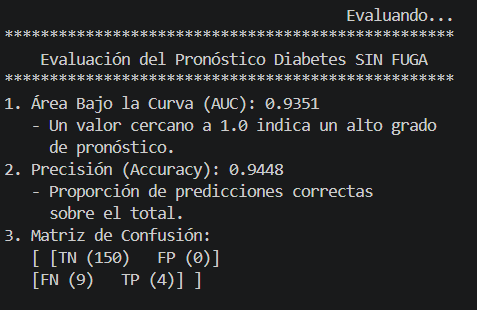 Evaluando...
**************************************************
Evaluación del Pronóstico Diabetes SIN FUGA
**************************************************
1. Área Bajo la Curva (AUC): 0.9351
- Un valor cercano a 1.0 indica un alto grado
de pronóstico.
2. Precisión (Accuracy): 0.9448
- Proporción de predicciones correctas
sobre el total.
3. Matriz de Confusión:
[ [TN (150)   FP (0)]
[FN (9)   TP (4)] ]